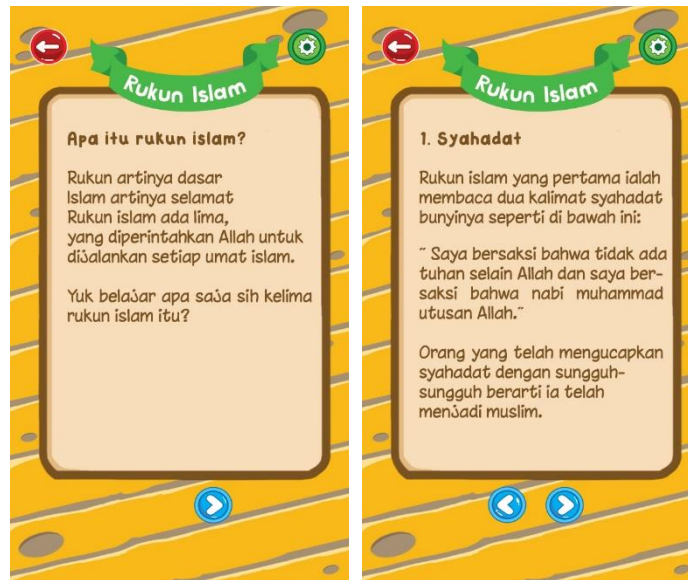 Rukun Islam
Apa itu rukun islam?
Rukun artinya dasar
Islam artinya selamat
Rukun islam ada lima,
yang diperintahkan Allah untuk
dijalankan setiap umat islam.
Yuk belajar apa saja sih kelima
rukun islam itu?
Rukun Islam
1. Syahadat
Rukun islam yang pertama ialah
membaca dua kalimat syahadat
bunyinya seperti di bawah ini:
" Saya bersaksi bahwa tidak ada
tuhan selain Allah dan saya ber-
saksi bahwa nabi muhammad
utusan Allah."
Orang yang telah mengucapkan
syahadat dengan sungguh-
sungguh berarti ia telah
menjadi muslim.